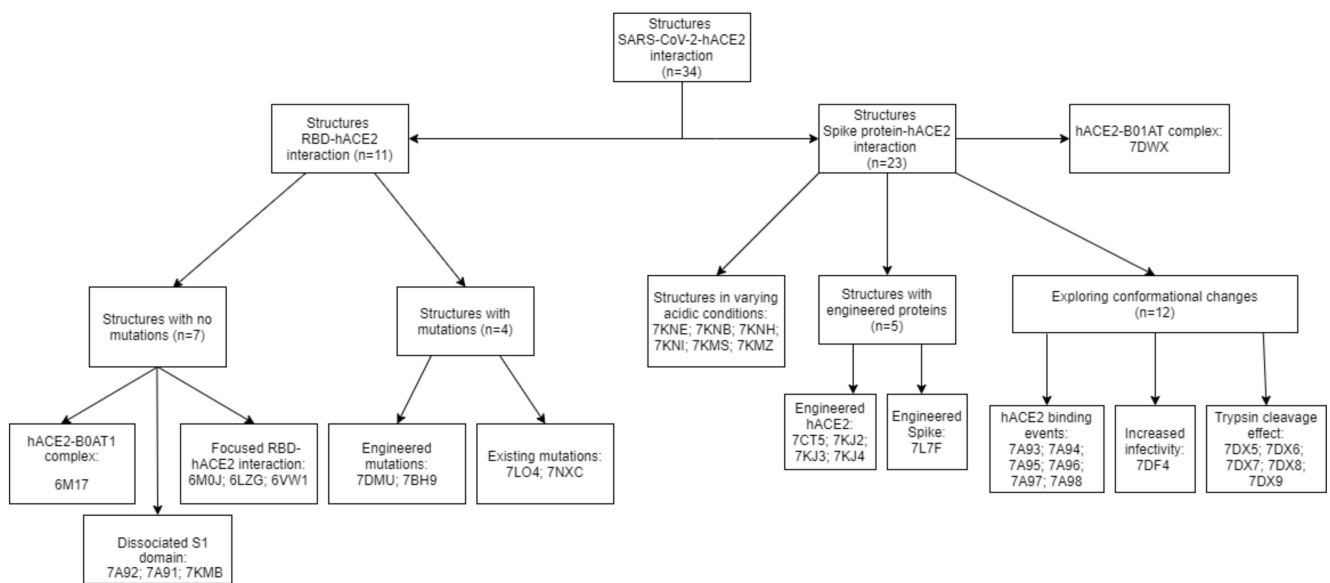 Structures
SARS-CoV-2-hACE2
interaction
(n=34)
Structures
RBD-hACE2
interaction (n=11)
Structures
Spike protein-hACE2
interaction
(n=23)
hACE2-B01AT complex:
7DWX
Structures with no
mutations (n=7)
Structures with
mutations (n=4)
Structures in varying
acidic conditions:
7KNE; 7KNB; 7KNH;
7KNI; 7KMS; 7KMZ
Structures with
engineered proteins
(n=5)
Exploring conformational changes
(n=12)
hACE2-B0AT1
complex:
6M17
Focused RBD-
hACE2 interaction:
6M0J; 6LZG; 6VW1
Engineered
mutations:
7DMU; 7BH9
Existing mutations:
7LO4; 7NXC
Engineered
hACE2:
7CT5; 7KJ2;
7KJ3; 7KJ4
Engineered
Spike:
7L7F
hACE2 binding
events:
7A93; 7A94;
7A95; 7A96;
7A97; 7A98
Increased
infectivity:
7DF4
Trypsin cleavage
effect:
7DX5; 7DX6;
7DX7; 7DX8;
7DX9
Dissociated S1
domain:
7A92; 7A91; 7KMB